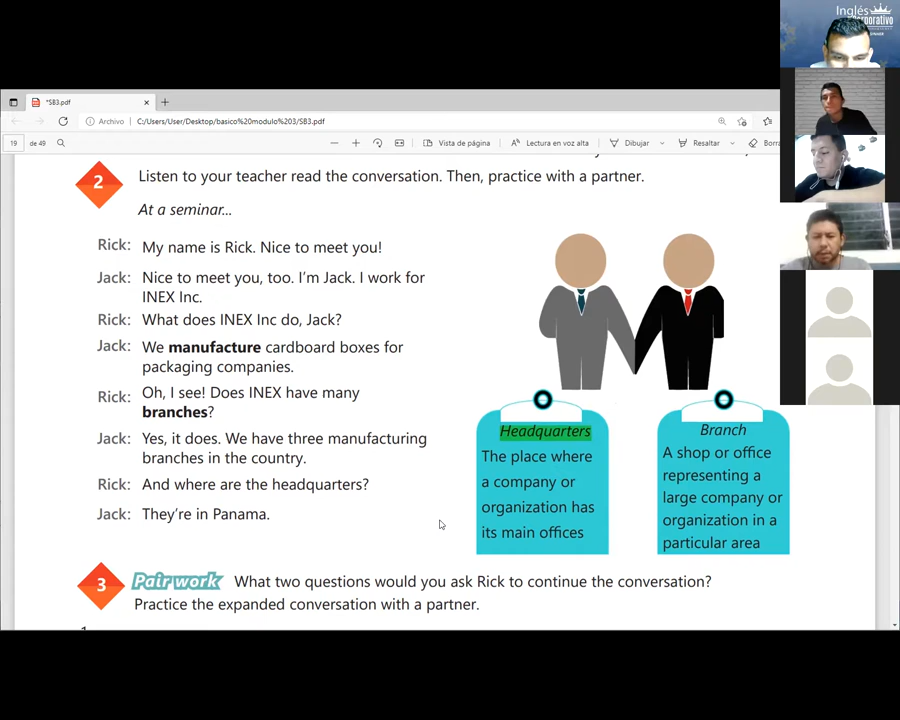 Inglés
Corporativo
*SB3.pdf
Archivo C:/Users/User/Desktop/basico%20modulo%203/SB3.pdf
19 de 49 Vista de página Leitura en voz alta Dibujar Resaltar Borra
2 Listen to your teacher read the conversation. Then, practice with a partner.
At a seminar...
Rick: My name is Rick. Nice to meet you!
Jack: Nice to meet you, too. I'm Jack. I work for
INEX Inc.
Rick: What does INEX Inc do, Jack?
Jack: We manufacture cardboard boxes for
packaging companies.
Rick: Oh, I see! Does INEX have many
branches?
Jack: Yes, it does. We have three manufacturing
branches in the country.
Rick: And where are the headquarters?
Jack: They're in Panama.
Headquarters
The place where
a company or
organization has
its main offices
Branch
A shop or office
representing a
large company or
organization in a
particular area
3 Pair work What two questions would you ask Rick to continue the conversation?
Practice the expanded conversation with a partner.